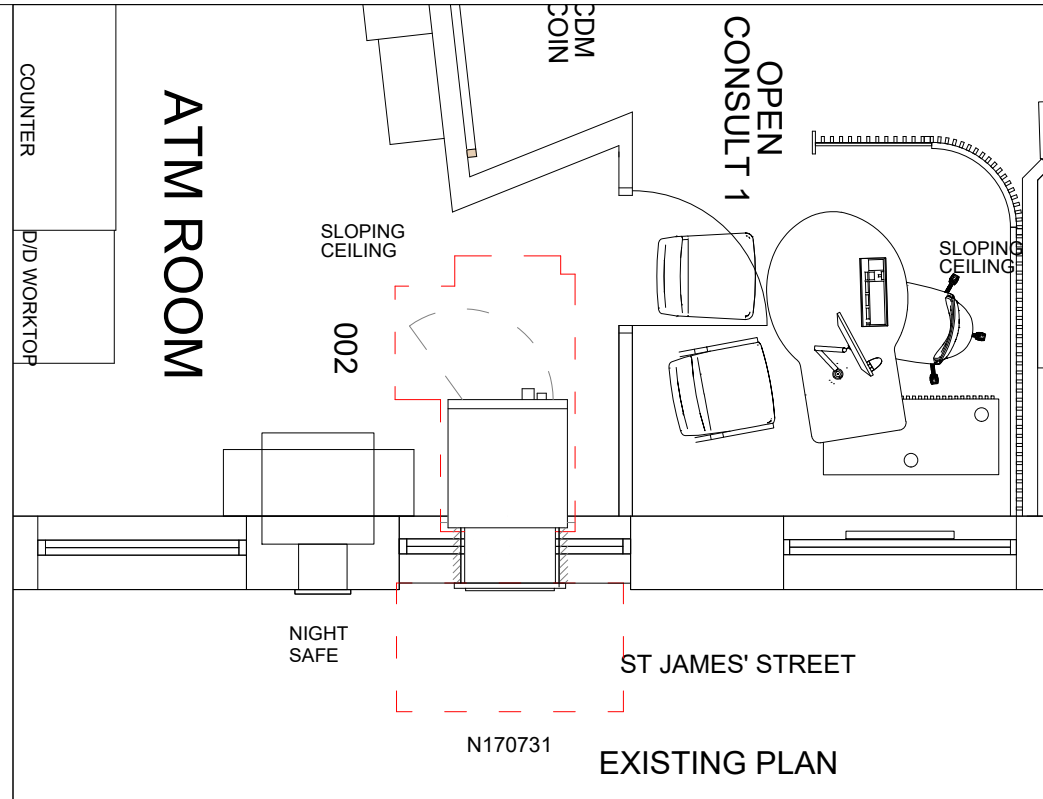 COUNTER
D/D WORKTOP
ATM ROOM
SLOPING
CEILING
002
CDM
COIN
OPEN
CONSULT 1
SLOPING
CEILING
NIGHT
SAFE
ST JAMES' STREET
N170731
EXISTING PLAN